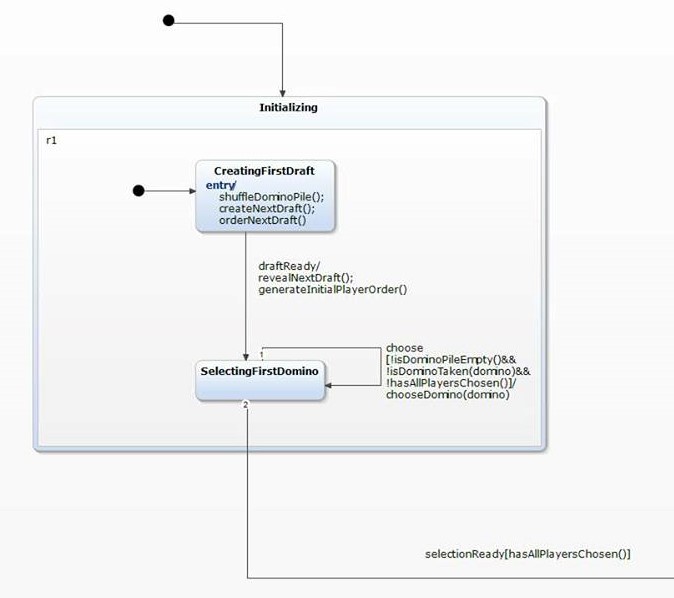 Initializing
r1
CreatingFirstDraft
entry/
shuffleDominoPile();
createNextDraft();
orderNextDraft()
draftReady/
revealNextDraft();
generateInitialPlayerOrder()
1
choose
[!isDominoPileEmpty()&&
!isDominoTaken(domino)&&
!hasAllPlayersChosen()]/
chooseDomino(domino)
SelectingFirstDomino
2
selectionReady[hasAllPlayersChosen()]